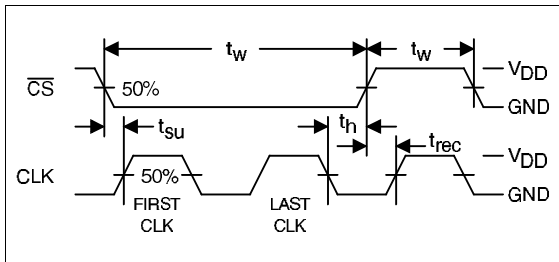 tw tw
CS 50% VDD
GND
tsu th trec
CLK 50% VDD
GND
FIRST CLK
LAST CLK